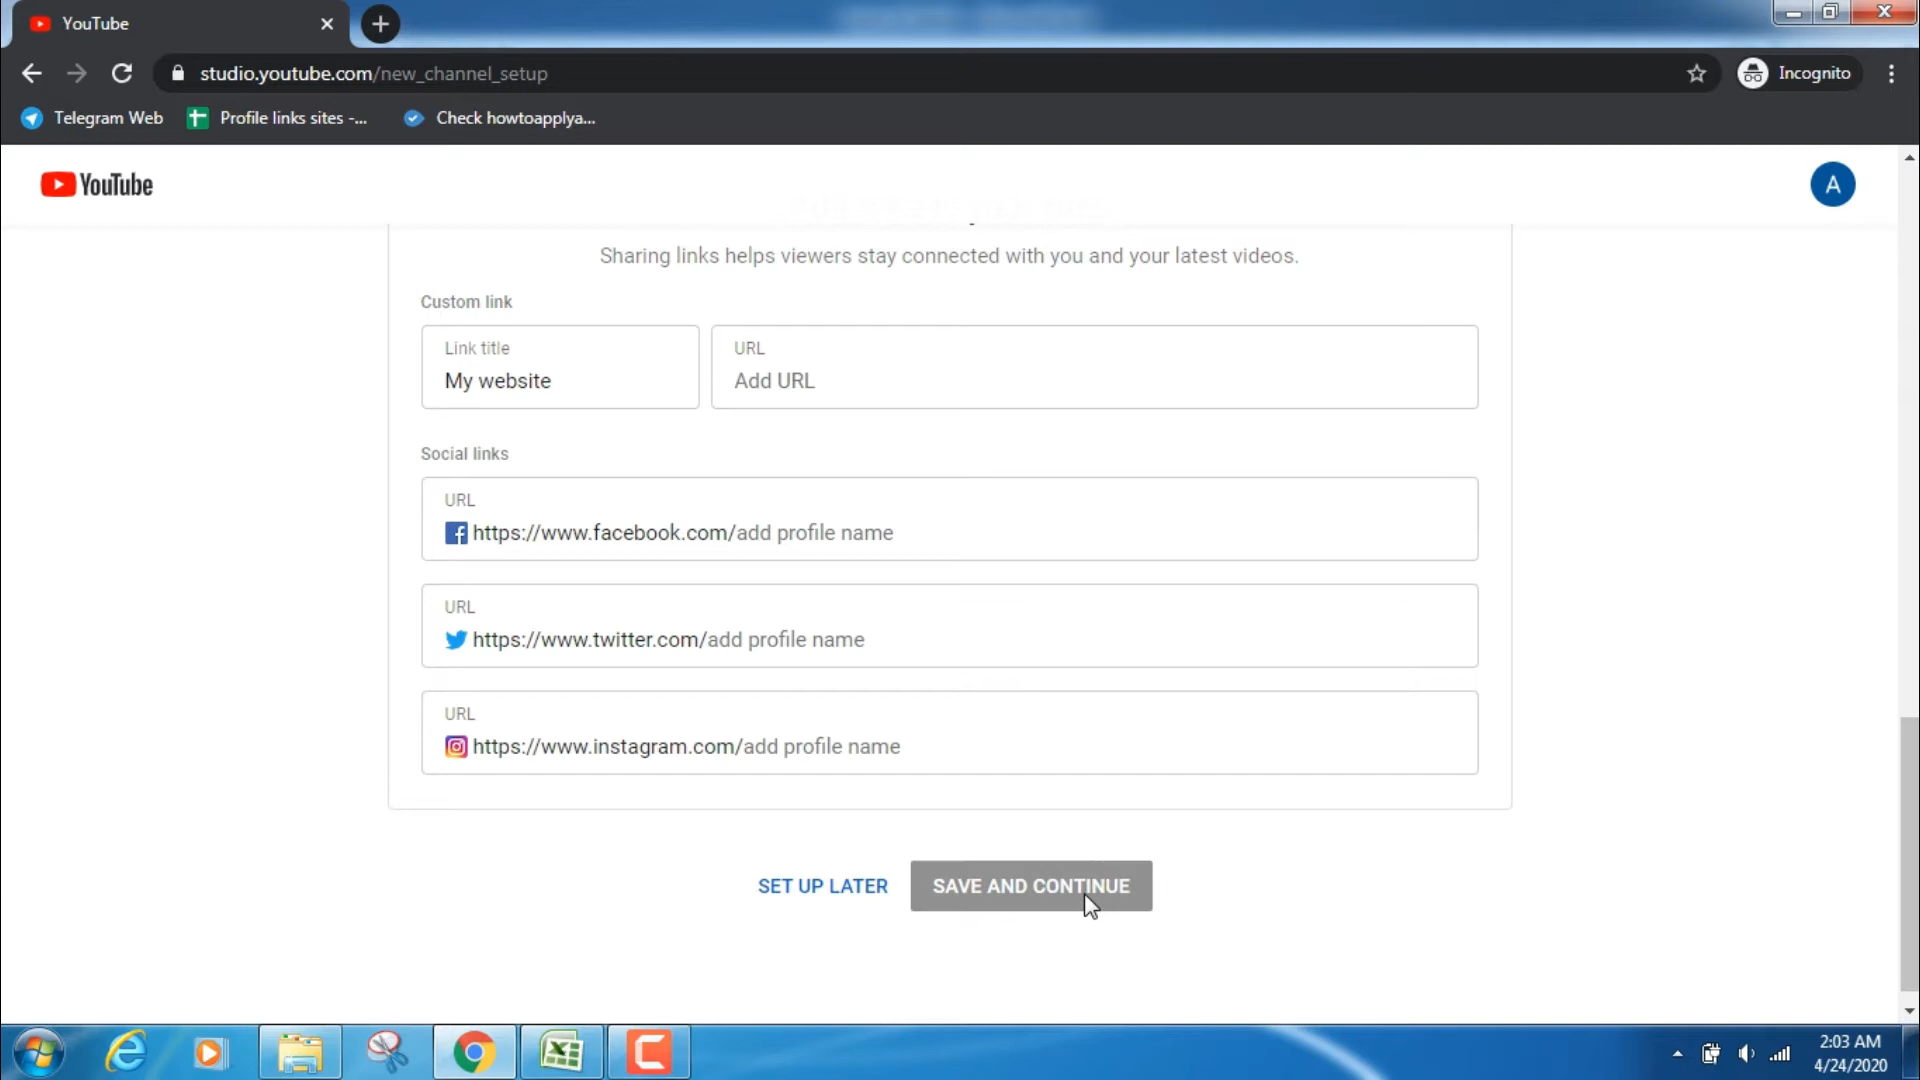 YouTube
studio.youtube.com/new_channel_setup
Incognito
Telegram Web
Profile links sites -...
Check howtoapplya...
YouTube
A
Sharing links helps viewers stay connected with you and your latest videos.
Custom link
Link title
URL
My website
Add URL
Social links
URL
https://www.facebook.com/add profile name
URL
https://www.twitter.com/add profile name
URL
https://www.instagram.com/add profile name
SET UP LATER
SAVE AND CONTINUE
2:03 AM
4/24/2020